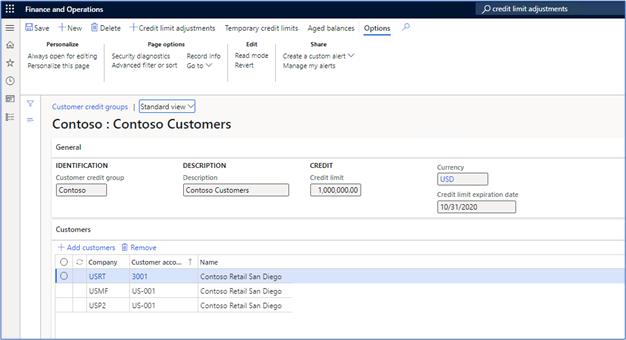 Finance and Operations
credit limit adjustments
Save New Delete Credit limit adjustments Temporary credit limits Aged balances Options
Personalize
Always open for editing
Personalize this page
Page options
Security diagnostics Record info
Advanced filter or sort Go to
Edit
Read mode
Revert
Share
Create a custom alert
Manage my alerts
Customer credit groups | Standard view
Contoso : Contoso Customers
General
IDENTIFICATION
Customer credit group
Contoso
DESCRIPTION
Description
Contoso Customers
CREDIT
Credit limit
1,000,000.00
Currency
USD
Credit limit expiration date
10/31/2020
Customers
Add customers Remove
Company Customer acco... Name
USRT 3001 Contoso Retail San Diego
USMF US-001 Contoso Retail San Diego
USP2 US-001 Contoso Retail San Diego